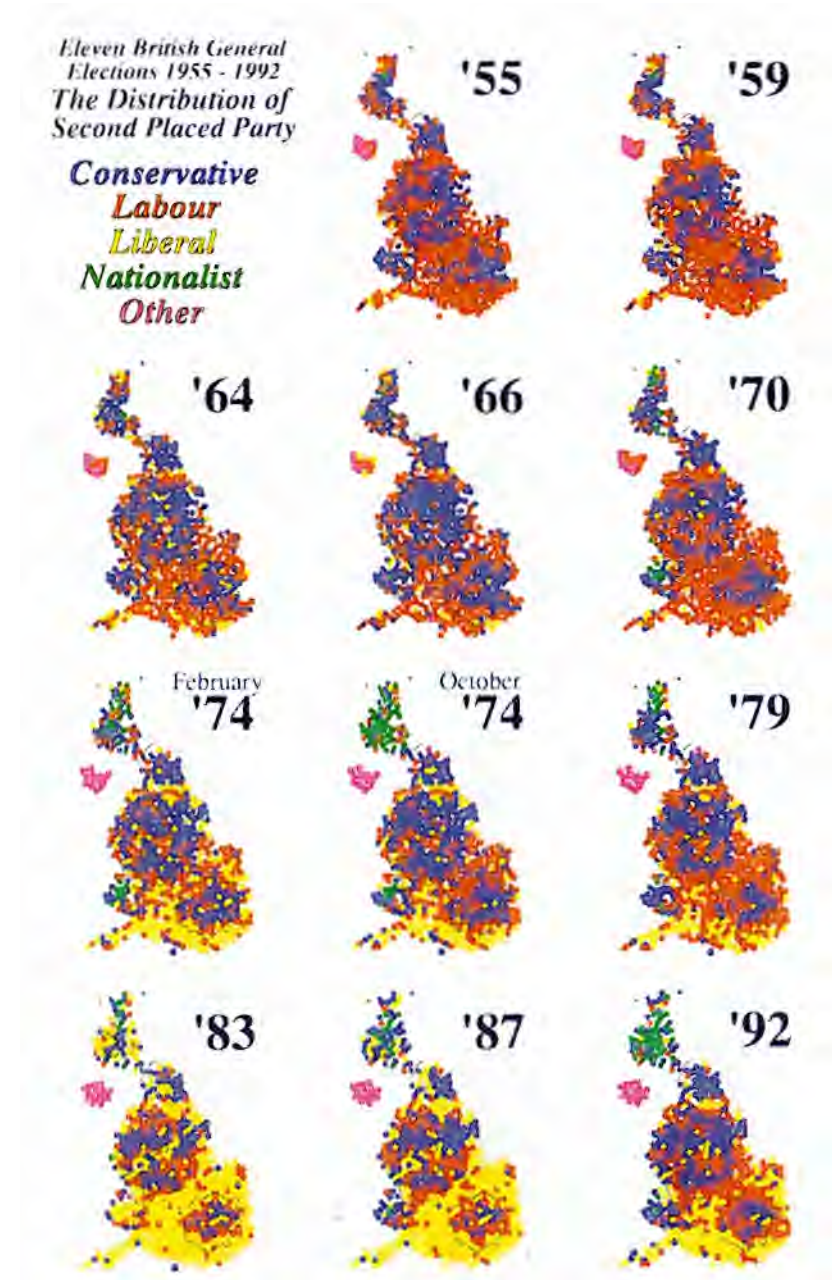 Eleven British General
Elections 1955 - 1992
The Distribution of
Second Placed Party
Conservative
Labour
Liberal
Nationalist
Other
'55
'59
'64
'66
'70
February
'74
October
'74
'79
'83
'87
'92